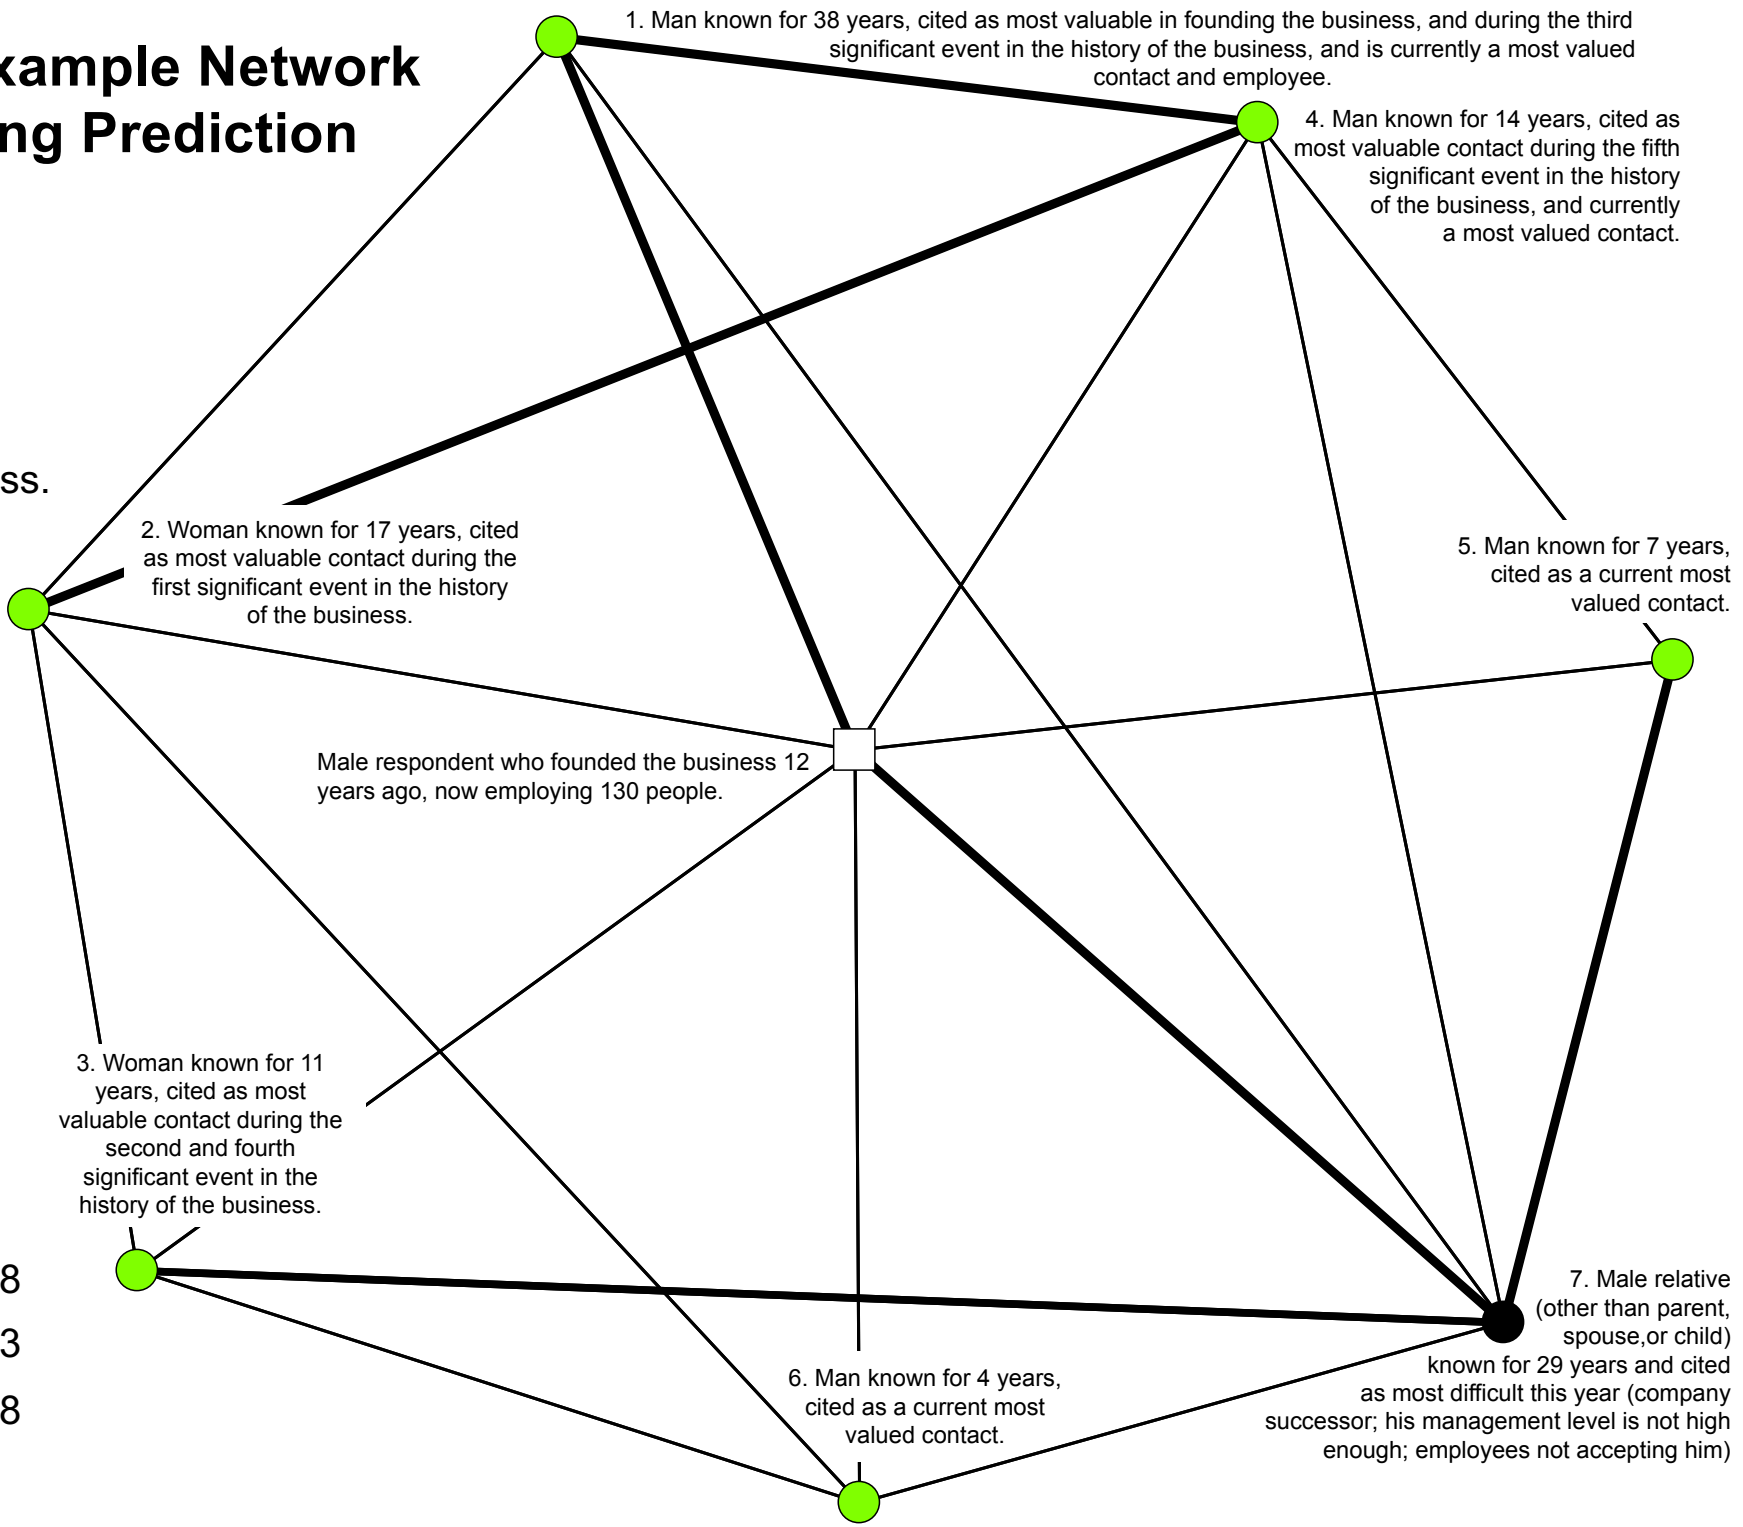 xample Network
ng Prediction
1. Man known for 38 years, cited as most valuable in founding the business, and during the third
significant event in the history of the business, and is currently a most valued
contact and employee.
4. Man known for 14 years, cited as
most valuable contact during the fifth
significant event in the history
of the business, and currently
a most valued contact.
ss.
2. Woman known for 17 years, cited
as most valuable contact during the
first significant event in the history
of the business.
5. Man known for 7 years,
cited as a current most
valued contact.
Male respondent who founded the business 12
years ago, now employing 130 people.
3. Woman known for 11
years, cited as most
valuable contact during the
second and fourth
significant event in the
history of the business.
8
3
8
6. Man known for 4 years,
cited as a current most
valued contact.
7. Male relative
(other than parent,
spouse,or child)
known for 29 years and cited
as most difficult this year (company
successor; his management level is not high
enough; employees not accepting him)